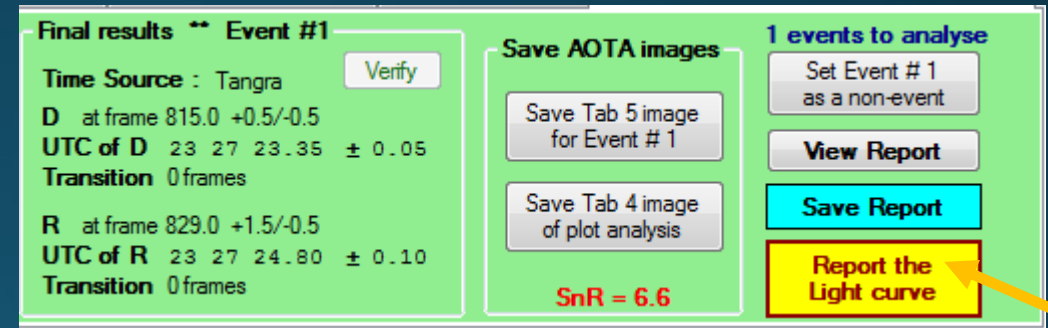 Final results ** Event #1
Time Source : Tangra
Verify
D at frame 815.0 +0.5/-0.5
UTC of D 23 27 23.35 ± 0.05
Transition 0 frames
R at frame 829.0 +1.5/-0.5
UTC of R 23 27 24.80 ± 0.10
Transition 0 frames
Save AOTA images
Save Tab 5 image
for Event # 1
Save Tab 4 image
of plot analysis
SnR = 6.6
1 events to analyse
Set Event # 1
as a non-event
View Report
Save Report
Report the
Light curve